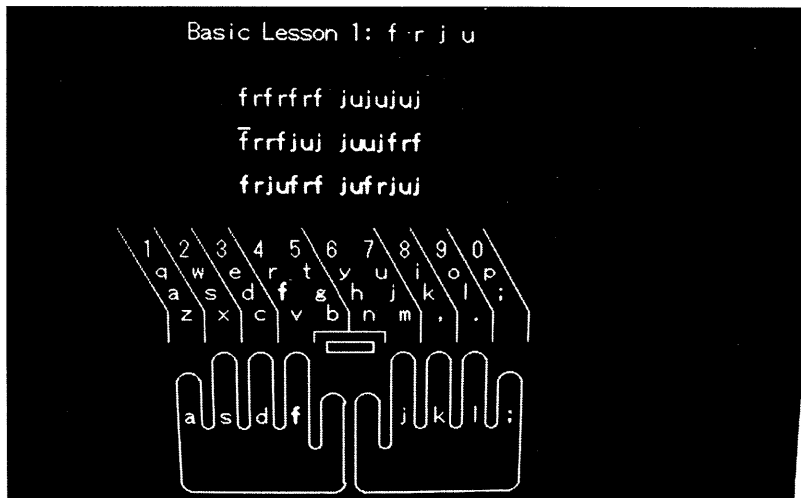 Basic Lesson 1: f r j u
frfrfrf jujujuj
frrfjuj juujfrf
frjufrf jufrjuj
1 2 3 4 5 6 7 8 9 0
q w e r t y u i o p
a s d f g h j k l ;
z x c v b n m , .
a s d f j k l ;